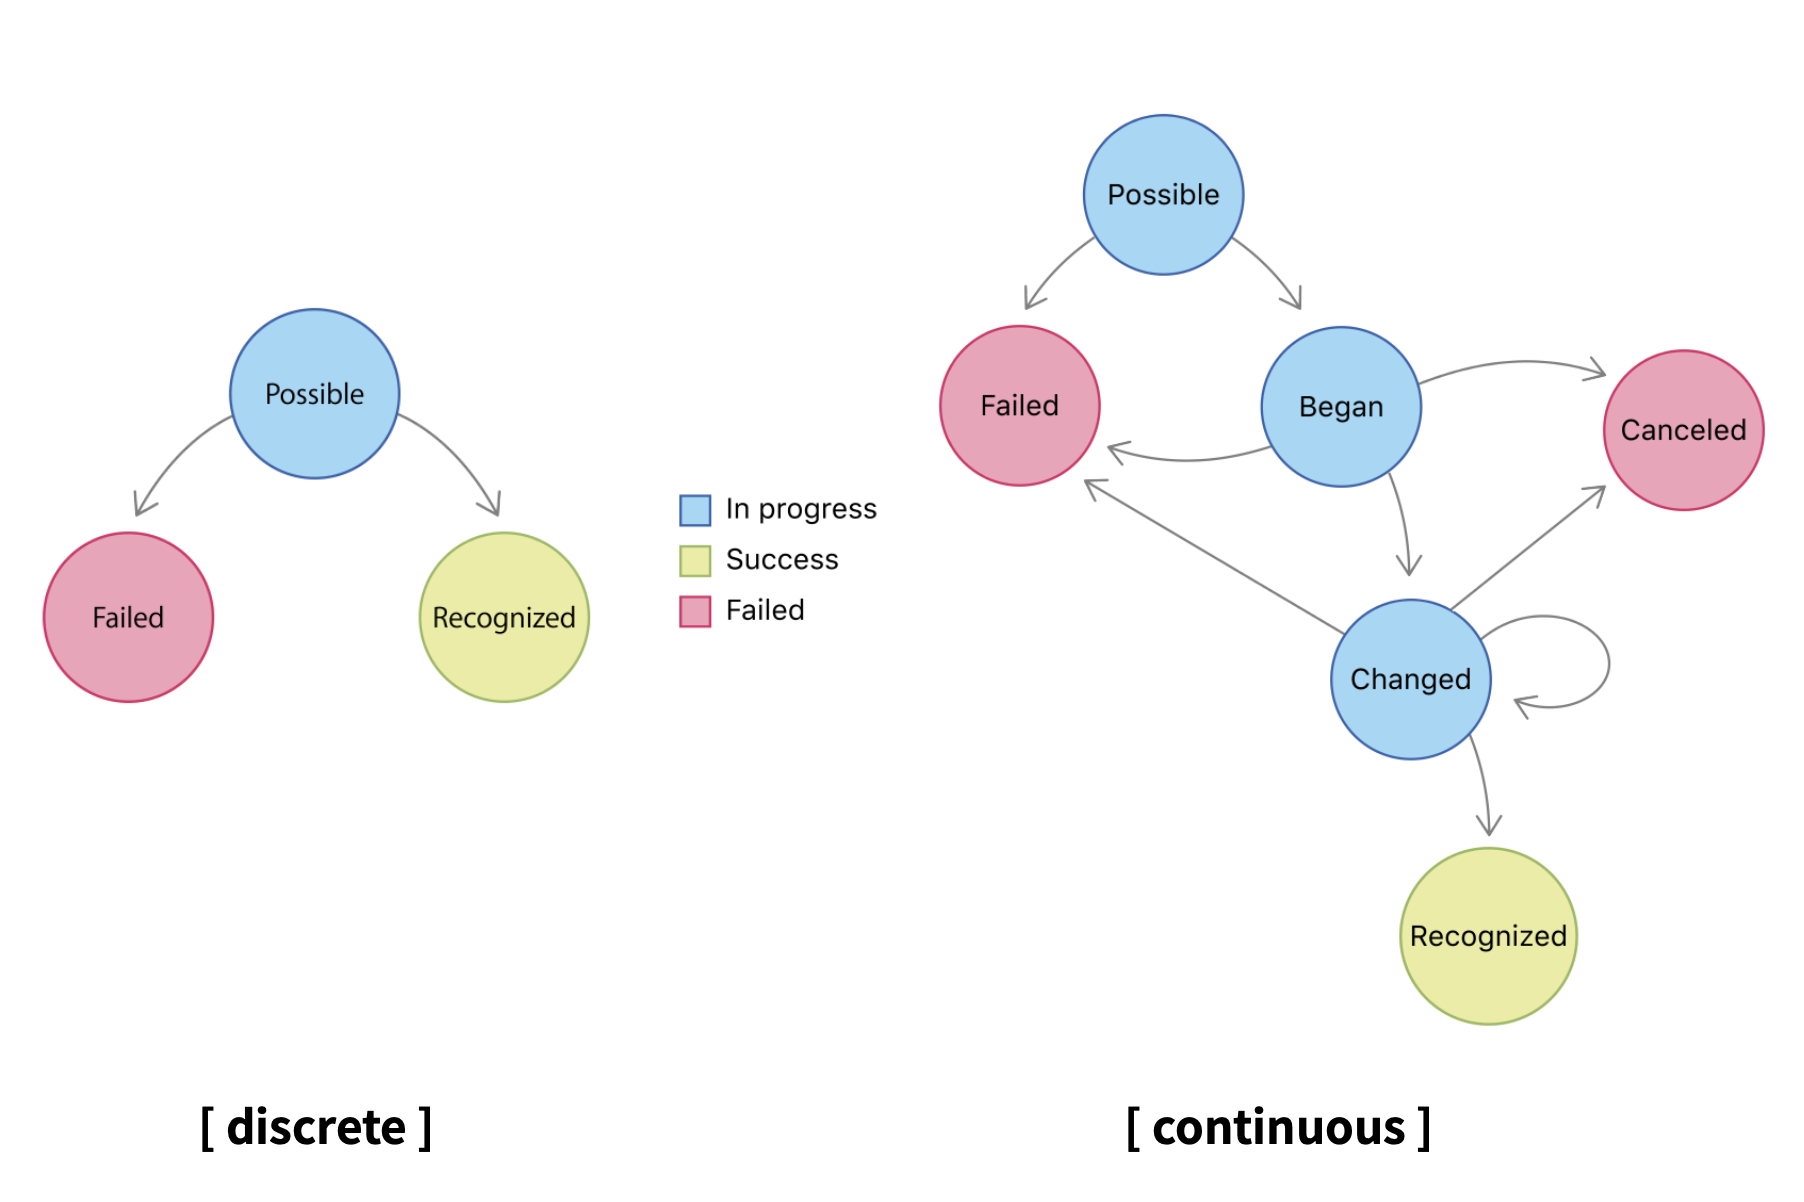 Possible
Failed
Recognized
In progress
Success
Failed
Possible
Failed
Began
Canceled
Changed
Recognized
[ discrete ]
[ continuous ]